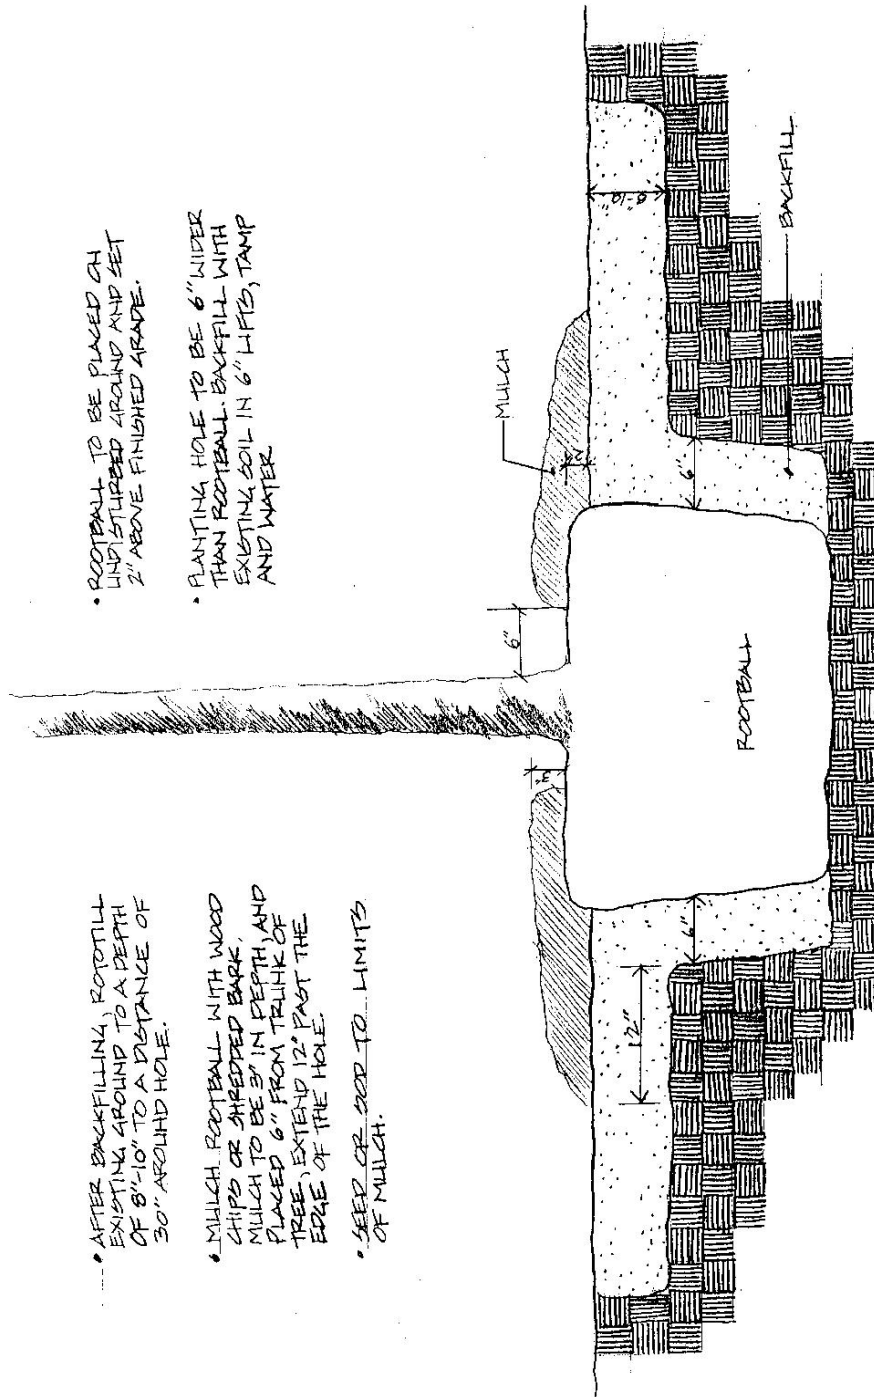 • AFTER BACKFILLING, ROTOTILL
EXISTING GROUND TO A DEPTH
OF 8"-10" TO A DISTANCE OF
30" AROUND HOLE.
• MULCH ROOTBALL WITH WOOD
CHIPS OR SHREDDED BARK.
MULCH TO BE 3" IN DEPTH, AND
PLACED 6" FROM TRUNK OF
TREE, EXTEND 12" PAST THE
EDGE OF THE HOLE.
• SEED OR SOD TO LIMITS
OF MULCH.
• ROOTBALL TO BE PLACED ON
UNDISTURBED GROUND AND SET
2" ABOVE FINISHED GRADE.
• PLANTING HOLE TO BE 6" WIDER
THAN ROOTBALL. BACKFILL WITH
EXISTING SOIL IN 6" LIFTS, TAMP
AND WATER
3"
6"
MULCH
2"
8"-10"
12"
6"
ROOTBALL
6"
BACKFILL